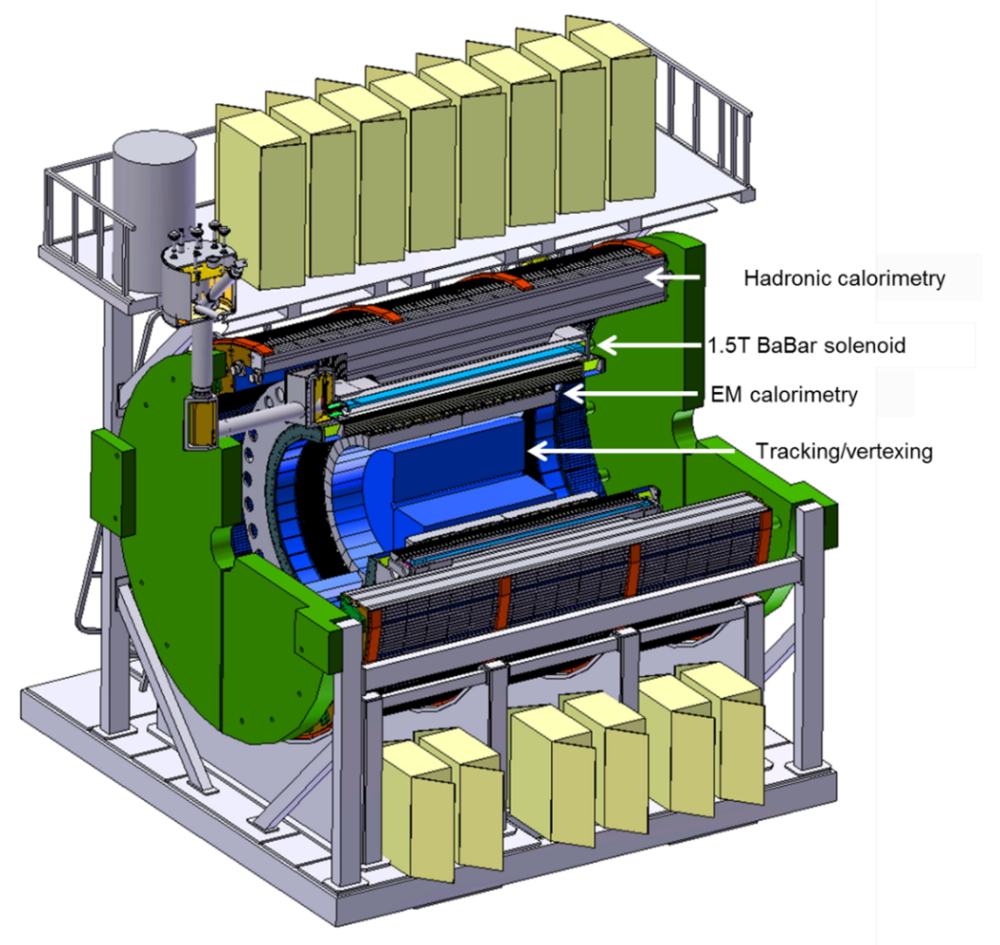 Hadronic calorimetry
1.5T BaBar solenoid
EM calorimetry
Tracking/vertexing